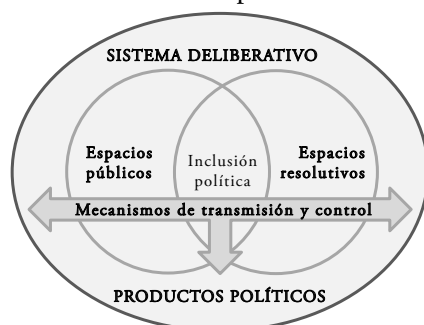 SISTEMA DELIBERATIVO
Espacios
públicos
Inclusión
política
Espacios
resolutivos
Mecanismos de transmisión y control
PRODUCTOS POLÍTICOS